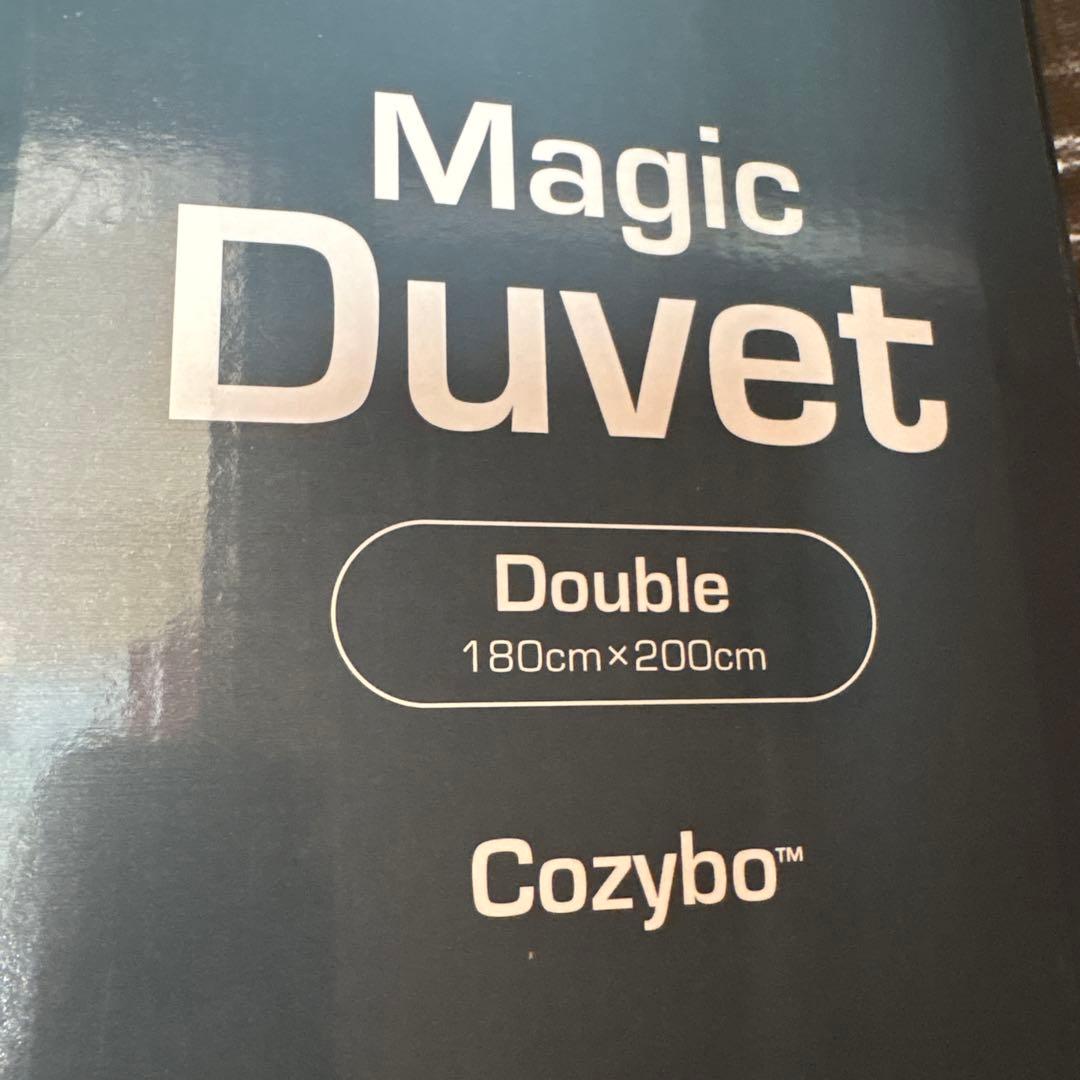 Magic
Duvet
Double
180cm×200cm
Cozybo™